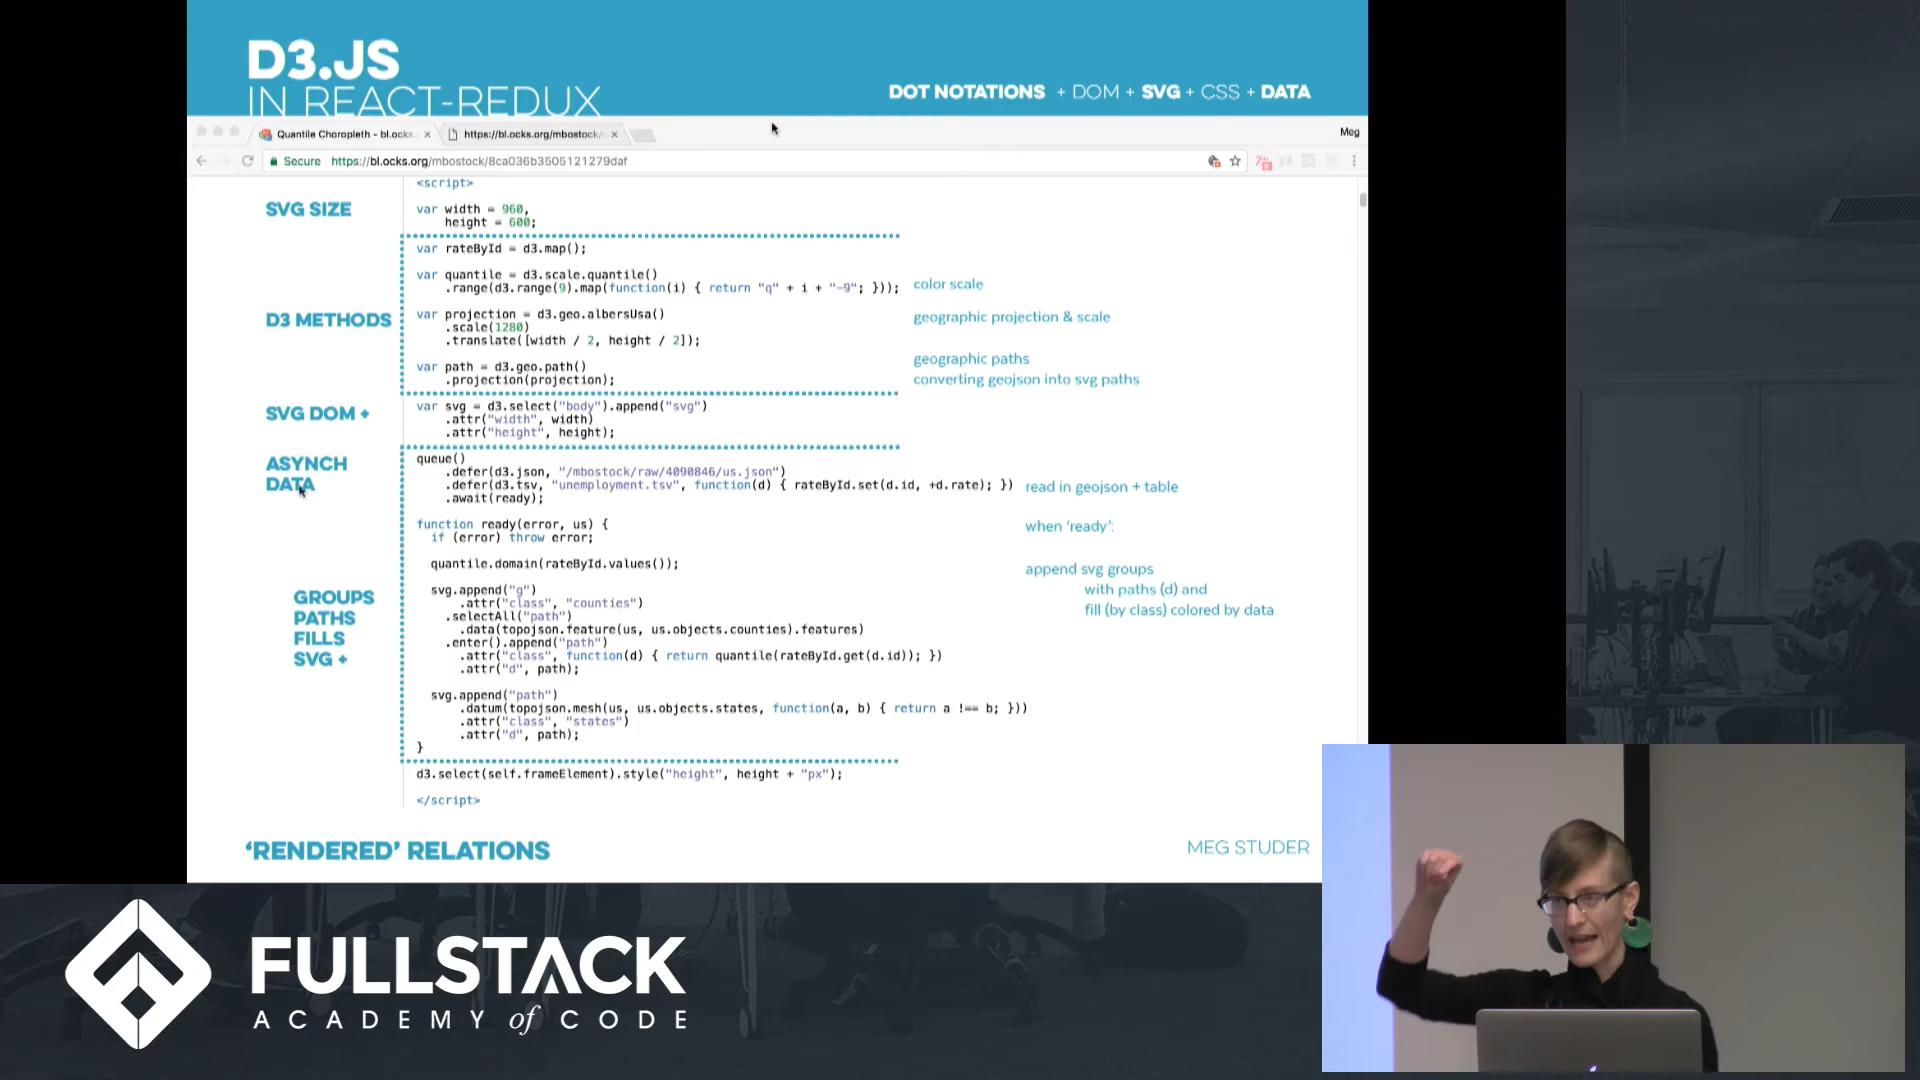 D3.JS
IN REACT-REDUX
DOT NOTATIONS + DOM + SVG + CSS + DATA
Quantile Choropleth - bl.ocks.
https://bl.ocks.org/mbostock/
Meg
Secure https://bl.ocks.org/mbostock/8ca036b3505121279daf
<script>
SVG SIZE
var width = 960,
height = 600;
var rateById = d3.map();
var quantile = d3.scale.quantile()
.range(d3.range(9).map(function(i) { return "q" + i + "-9"; }));
color scale
D3 METHODS
var projection = d3.geo.albersUsa()
.scale(1280)
.translate([width / 2, height / 2]);
geographic projection & scale
var path = d3.geo.path()
.projection(projection);
geographic paths
converting geojson into svg paths
SVG DOM +
var svg = d3.select("body").append("svg")
.attr("width", width)
.attr("height", height);
ASYNCH
DATA
queue()
.defer(d3.json, "/mbostock/raw/4090846/us.json")
.defer(d3.tsv, "unemployment.tsv", function(d) { rateById.set(d.id, +d.rate); })
.await(ready);
read in geojson + table
function ready(error, us) {
if (error) throw error;
when 'ready':
quantile.domain(rateById.values());
GROUPS
PATHS
FILLS
SVG +
svg.append("g")
.attr("class", "counties")
.selectAll("path")
.data(topojson.feature(us, us.objects.counties).features)
.enter().append("path")
.attr("class", function(d) { return quantile(rateById.get(d.id)); })
.attr("d", path);
append svg groups
with paths (d) and
fill (by class) colored by data
svg.append("path")
.datum(topojson.mesh(us, us.objects.states, function(a, b) { return a !== b; }))
.attr("class", "states")
.attr("d", path);
}
d3.select(self.frameElement).style("height", height + "px");
</script>
'RENDERED' RELATIONS
MEG STUDER
FULLSTACK
ACADEMY of CODE